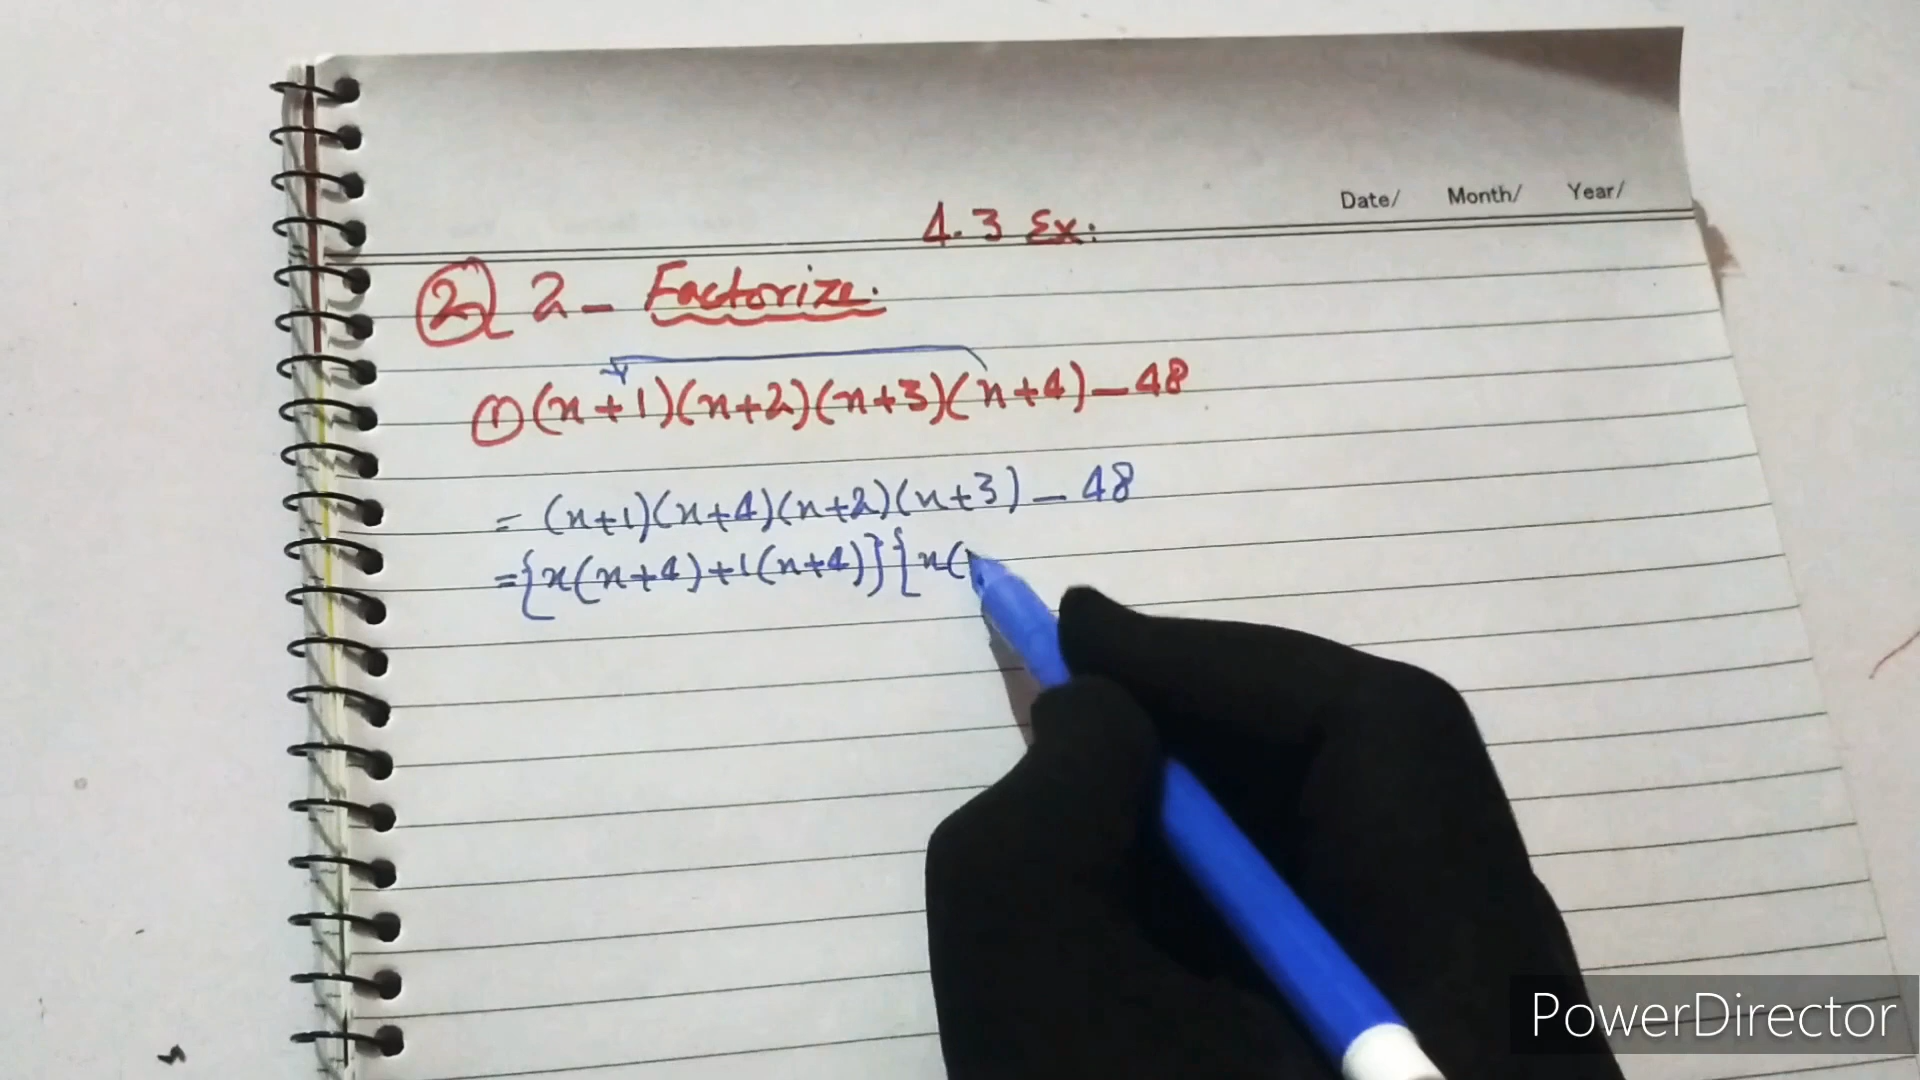 Date/ Month/ Year/
4.3 Ex:
② 2 - Factorize.
① (x+1)(x+2)(x+3)(x+4) - 48
= (x+1)(x+4)(x+2)(x+3) - 48
= {x(x+4)+1(x+4)}{x(
PowerDirector